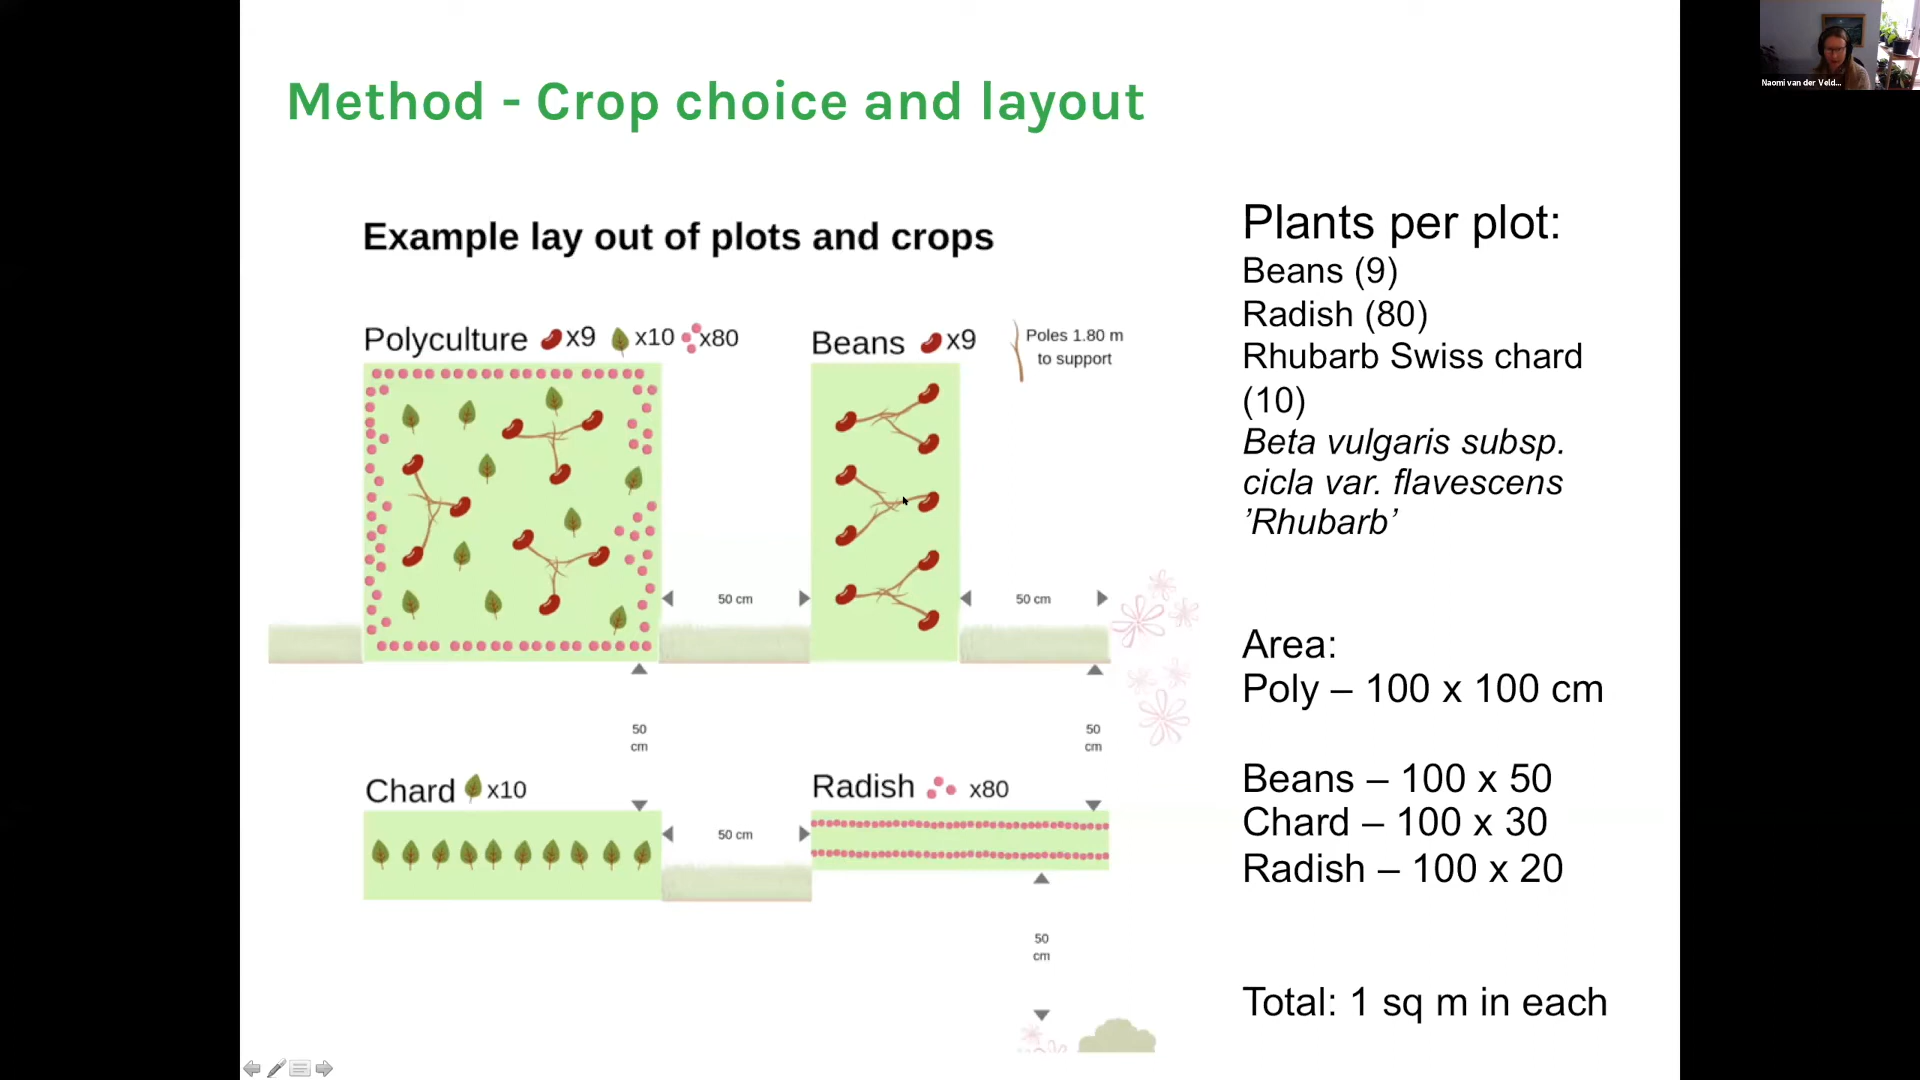 Naomi van der Veld...
Method - Crop choice and layout
Example lay out of plots and crops
Polyculture x9 x10 x80
Beans x9
Poles 1.80 m
to support
50 cm
50 cm
50
cm
50
cm
Chard x10
Radish x80
50 cm
50
cm
Plants per plot:
Beans (9)
Radish (80)
Rhubarb Swiss chard
(10)
Beta vulgaris subsp.
cicla var. flavescens
’Rhubarb’
Area:
Poly – 100 x 100 cm
Beans – 100 x 50
Chard – 100 x 30
Radish – 100 x 20
Total: 1 sq m in each